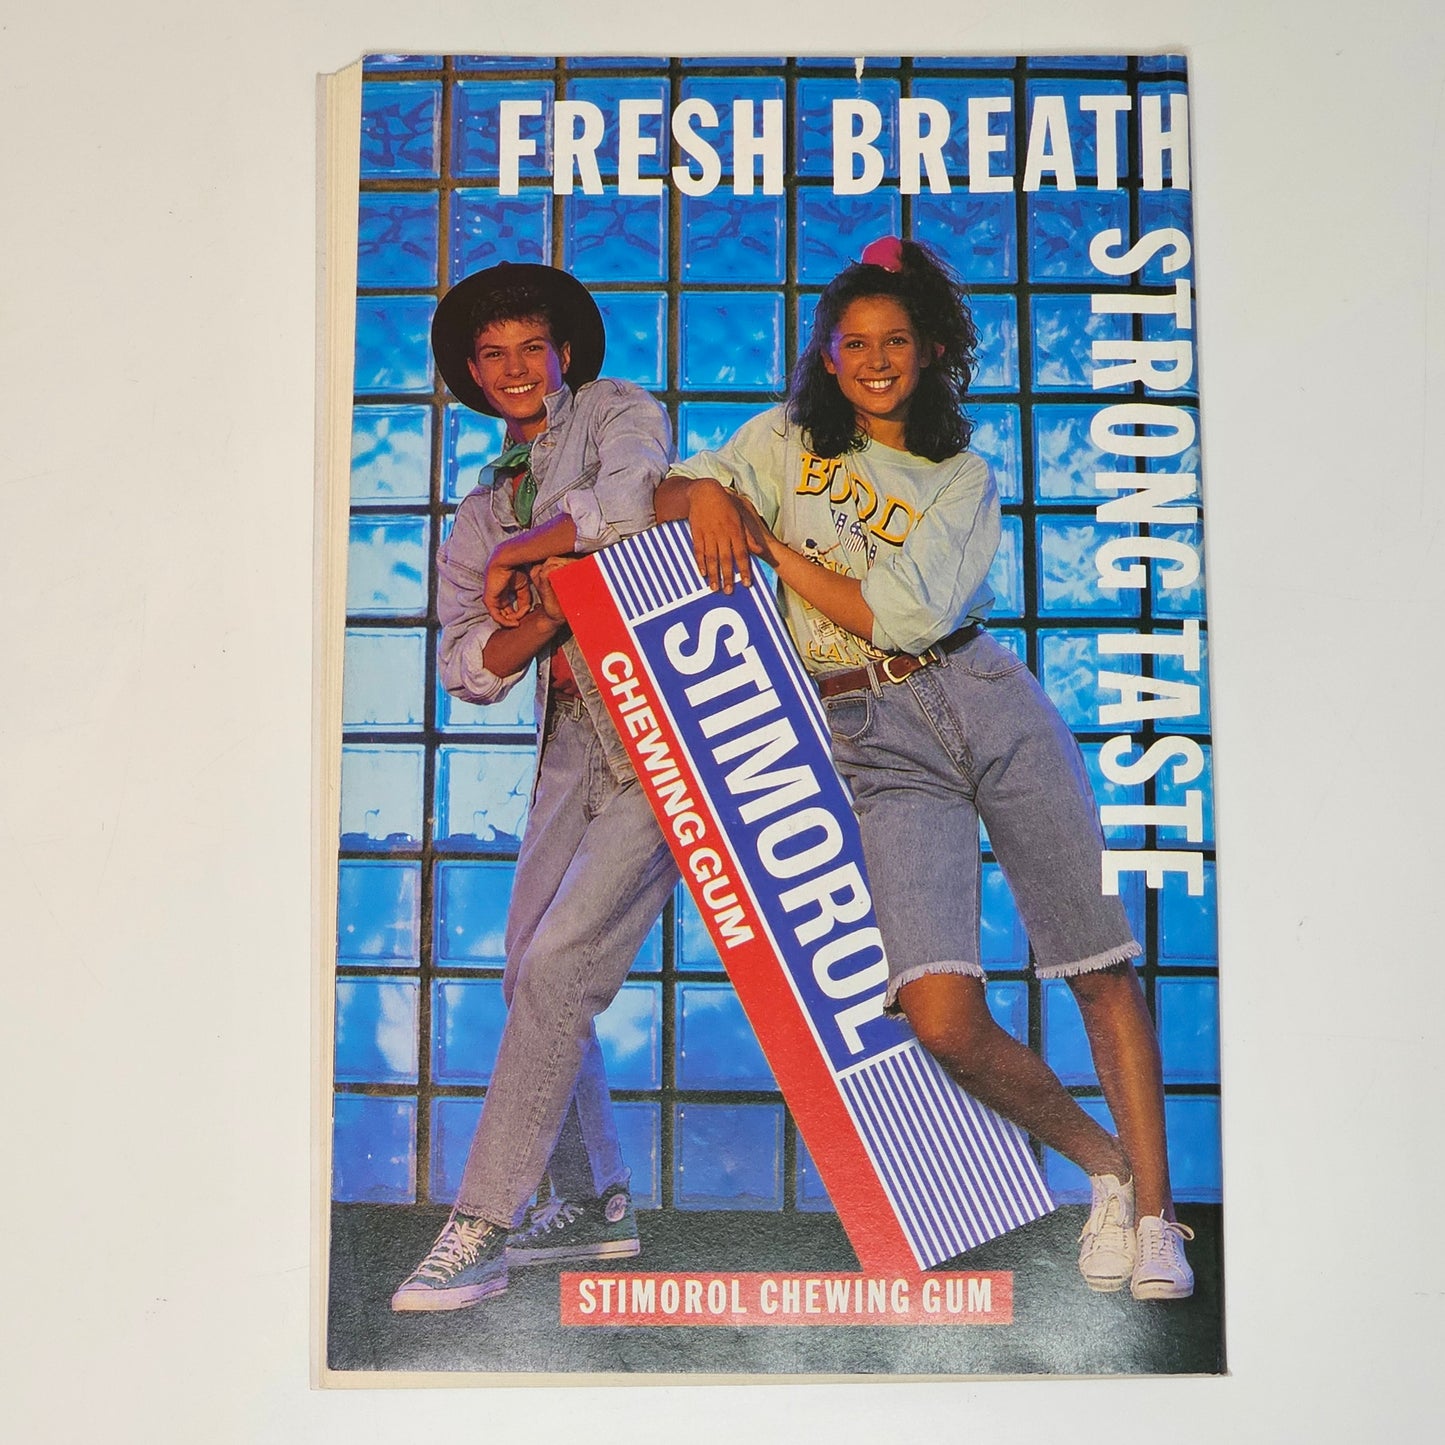 FRESH BREATH
STRONG TASTE
STIMOROL
CHEWING GUM
STIMOROL CHEWING GUM